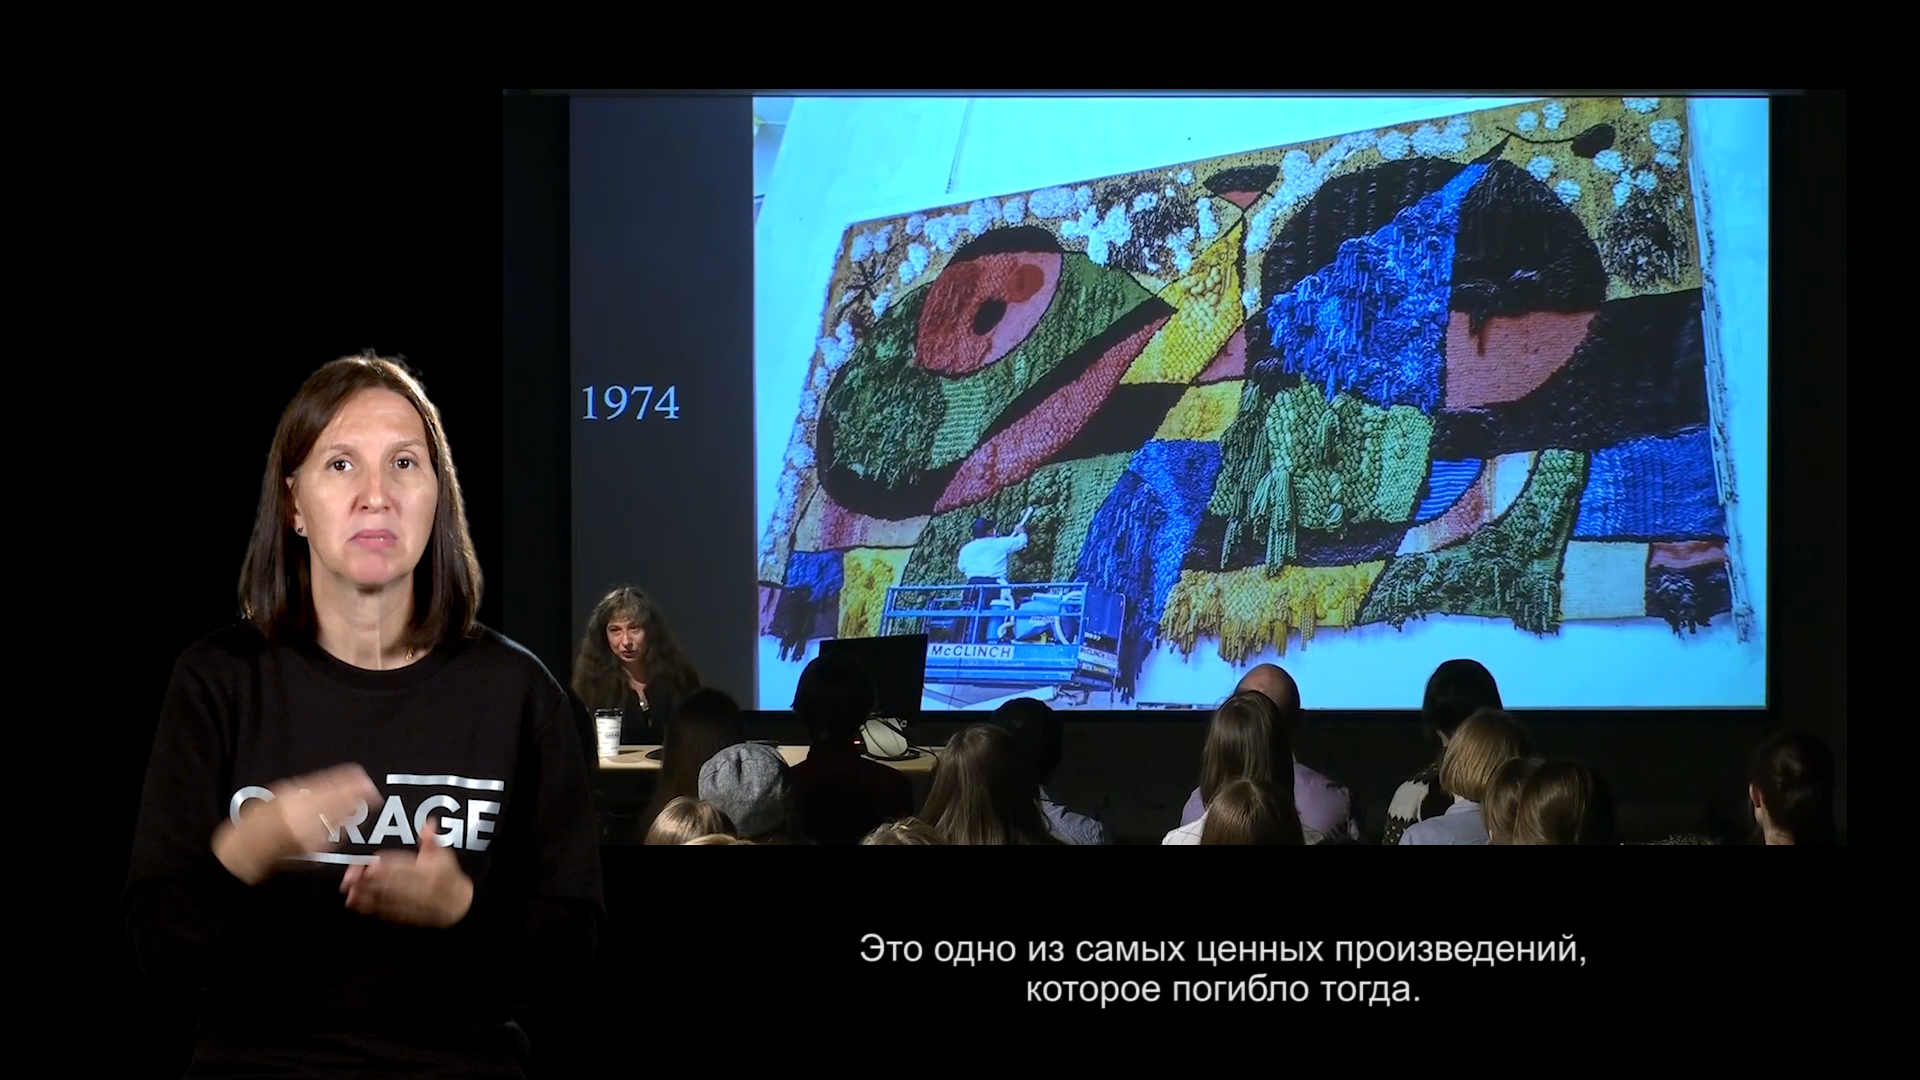 1974
McCLINCH
GARAGE
Это одно из самых ценных произведений,
которое погибло тогда.